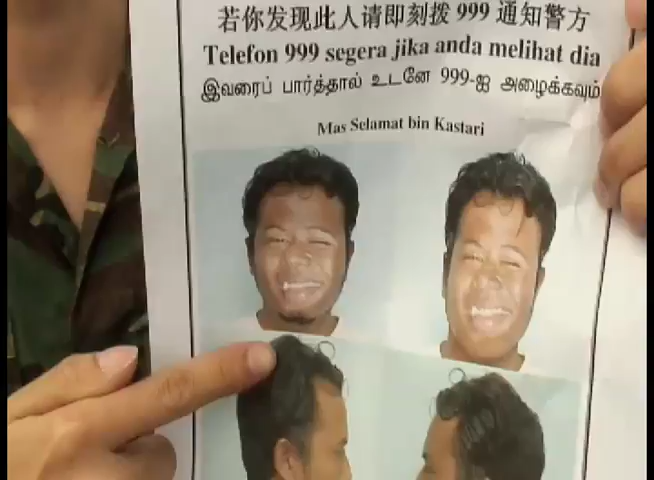 若你发现此人请即刻拨 999 通知警方
Telefon 999 segera jika anda melihat dia
இவரைப் பார்த்தால் உடனே 999-ஐ அழைக்கவும்
Mas Selamat bin Kastari